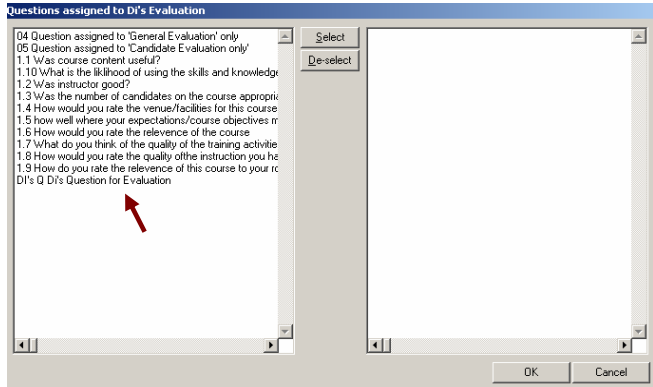 Questions assigned to Di's Evaluation
04 Question assigned to 'General Evaluation' only
05 Question assigned to 'Candidate Evaluation only'
1.1 Was course content useful?
1.10 What is the liklihood of using the skills and knowledge
1.2 Was instructor good?
1.3 Was the number of candidates on the course appropria
1.4 How would you rate the venue/facilities for this course
1.5 how well where your expectations/course objectives m
1.6 How would you rate the relevence of the course
1.7 What do you think of the quality of the training activitie
1.8 How would you rate the quality ofthe instruction you ha
1.9 How do you rate the relevence of this course to your ro
DI's Q Di's Question for Evaluation
Select
De-select
OK
Cancel